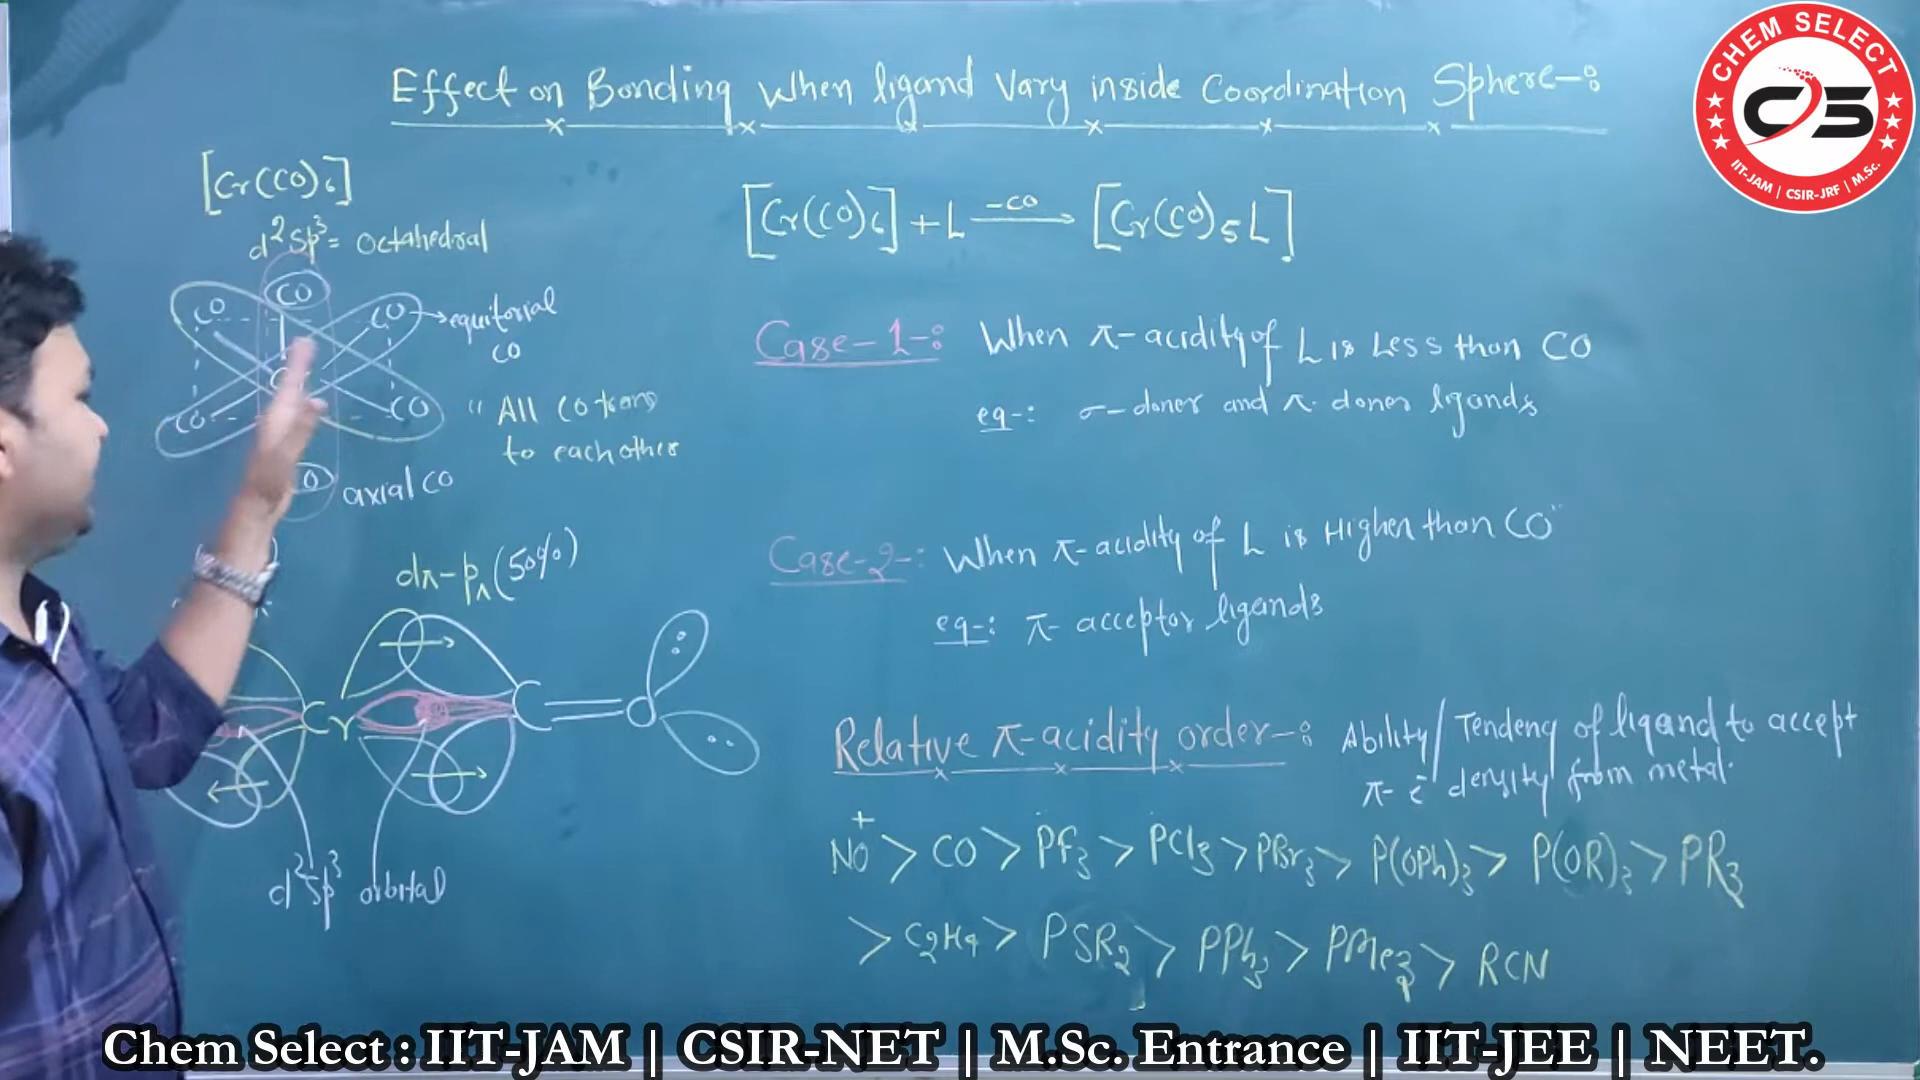 Effect on Bonding when ligand Vary inside Coordination Sphere-:
[Cr(CO)6]
d²sp³ = Octahedral
CO
CO
CO → equitorial
CO
CO
CO
"All CO trans
to each other
O axial CO
dπ-pπ (50%)
Cr C = O
d²sp³ orbital
[Cr(CO)6] + L -CO → [Cr(CO)5L]
Case-1-: When π-acidity of L is Less than CO
eg-: σ-doner and π-doner ligands
Case-2-: When π-acidity of L is Higher than CO"
eg-: π-acceptor ligands
Relative π-acidity order-: Ability/Tendency of ligand to accept
π-e⁻ density from metal.
NO⁺ > CO > PF3 > PCl3 > PBr3 > P(OPh)3 > P(OR)3 > PR3
> C2H4 > PSR2 > PPh3 > PMe3 > RCN
CHEM SELECT
CS
IIT-JAM | CSIR-JRF | M.Sc.
Chem Select : IIT-JAM | CSIR-NET | M.Sc. Entrance | IIT-JEE | NEET.